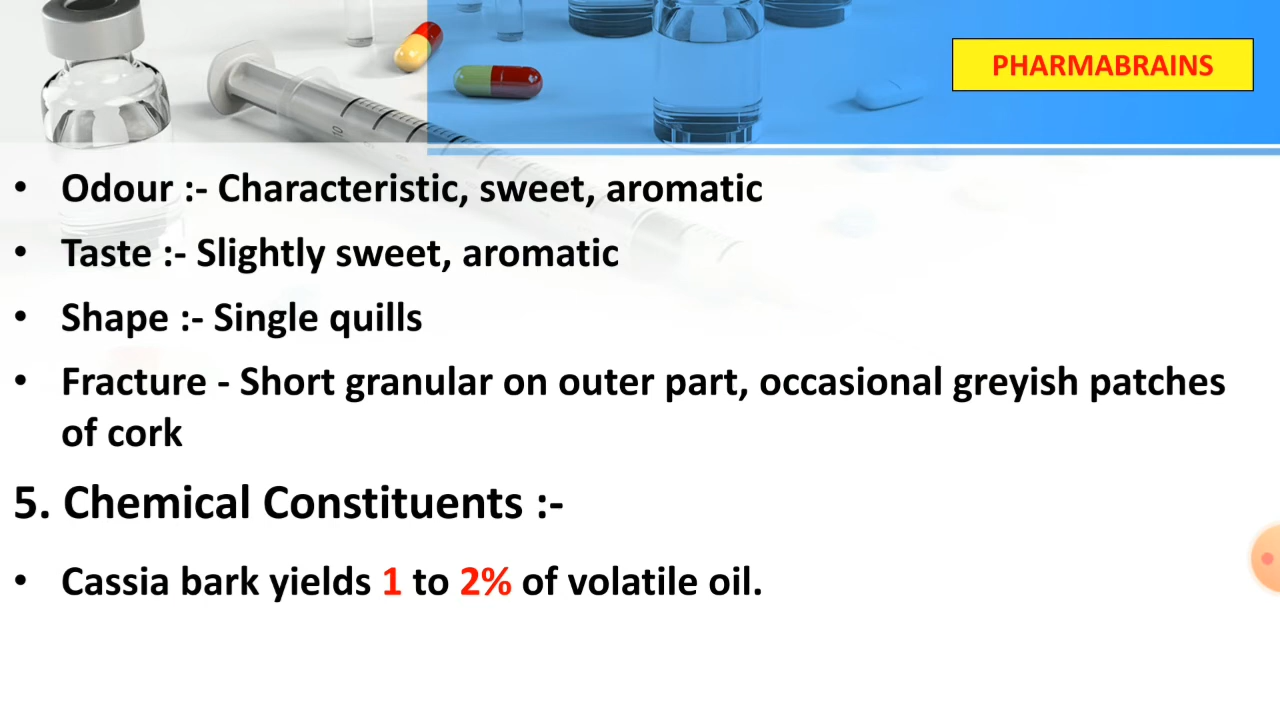 PHARMABRAINS
• Odour :- Characteristic, sweet, aromatic
• Taste :- Slightly sweet, aromatic
• Shape :- Single quills
• Fracture - Short granular on outer part, occasional greyish patches
of cork
5. Chemical Constituents :-
• Cassia bark yields 1 to 2% of volatile oil.